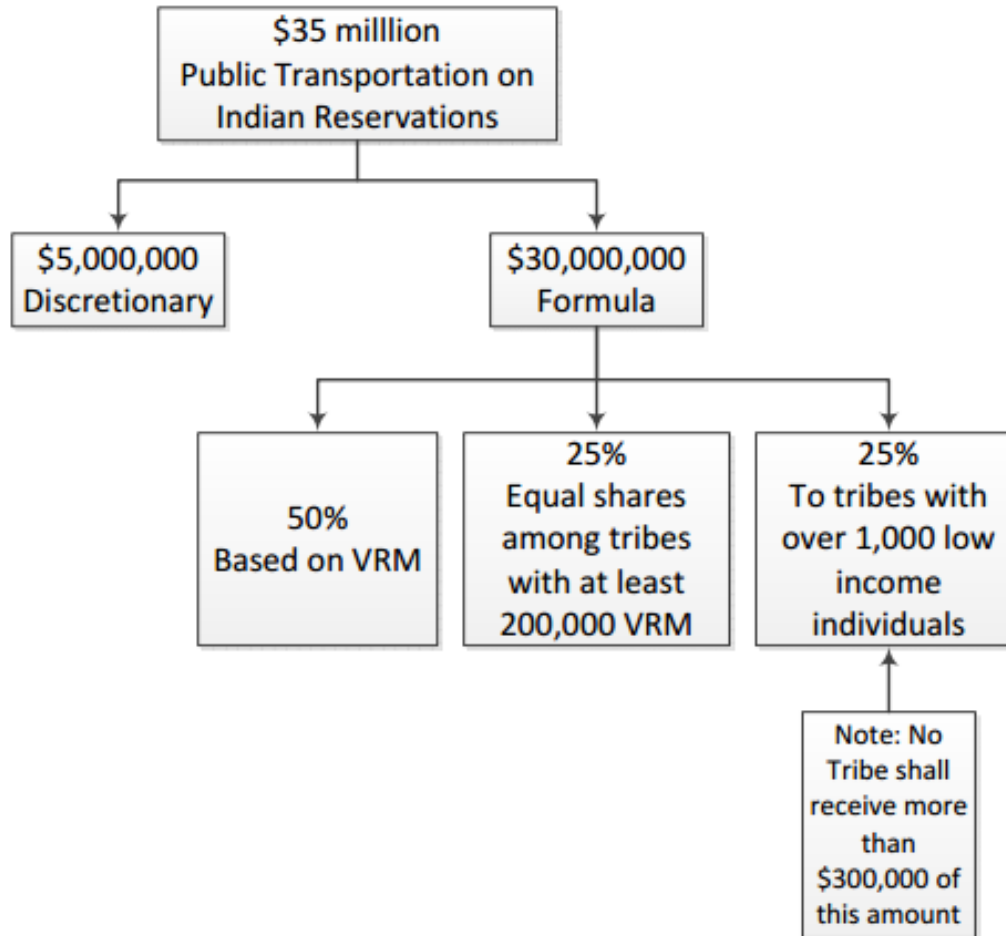 $35 milllion
Public Transportation on
Indian Reservations
$5,000,000
Discretionary
$30,000,000
Formula
50%
Based on VRM
25%
Equal shares
among tribes
with at least
200,000 VRM
25%
To tribes with
over 1,000 low
income
individuals
Note: No
Tribe shall
receive more
than
$300,000 of
this amount